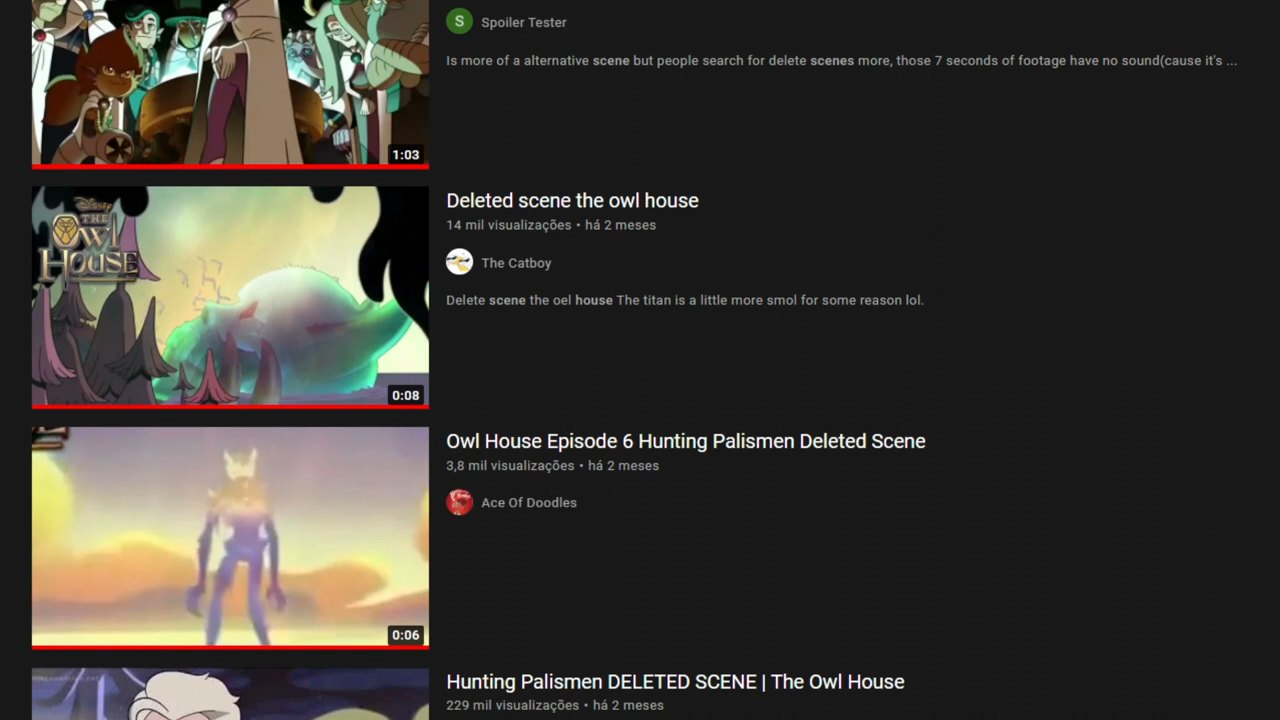 S
Spoiler Tester
Is more of a alternative scene but people search for delete scenes more, those 7 seconds of footage have no sound(cause it's ...
1:03
Disney
THE
OWL
HOUSE
Deleted scene the owl house
14 mil visualizações • há 2 meses
The Catboy
Delete scene the oel house The titan is a little more smol for some reason lol.
0:08
Owl House Episode 6 Hunting Palismen Deleted Scene
3,8 mil visualizações • há 2 meses
Ace Of Doodles
0:06
Hunting Palismen DELETED SCENE | The Owl House
229 mil visualizações • há 2 meses